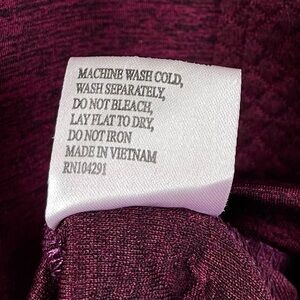 MACHINE WASH COLD,
WASH SEPARATELY,
DO NOT BLEACH,
LAY FLAT TO DRY,
DO NOT IRON
MADE IN VIETNAM
RN104291